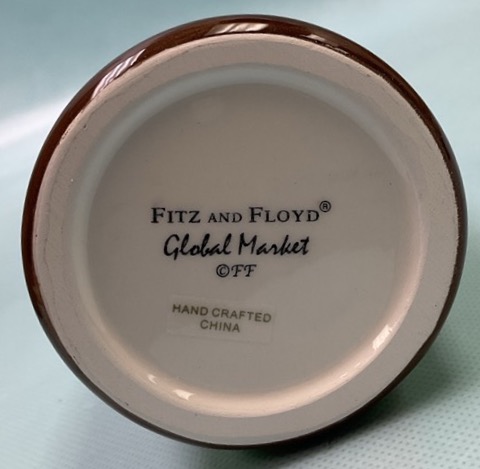 FITZ AND FLOYD®
Global Market
©FF
HAND CRAFTED
CHINA